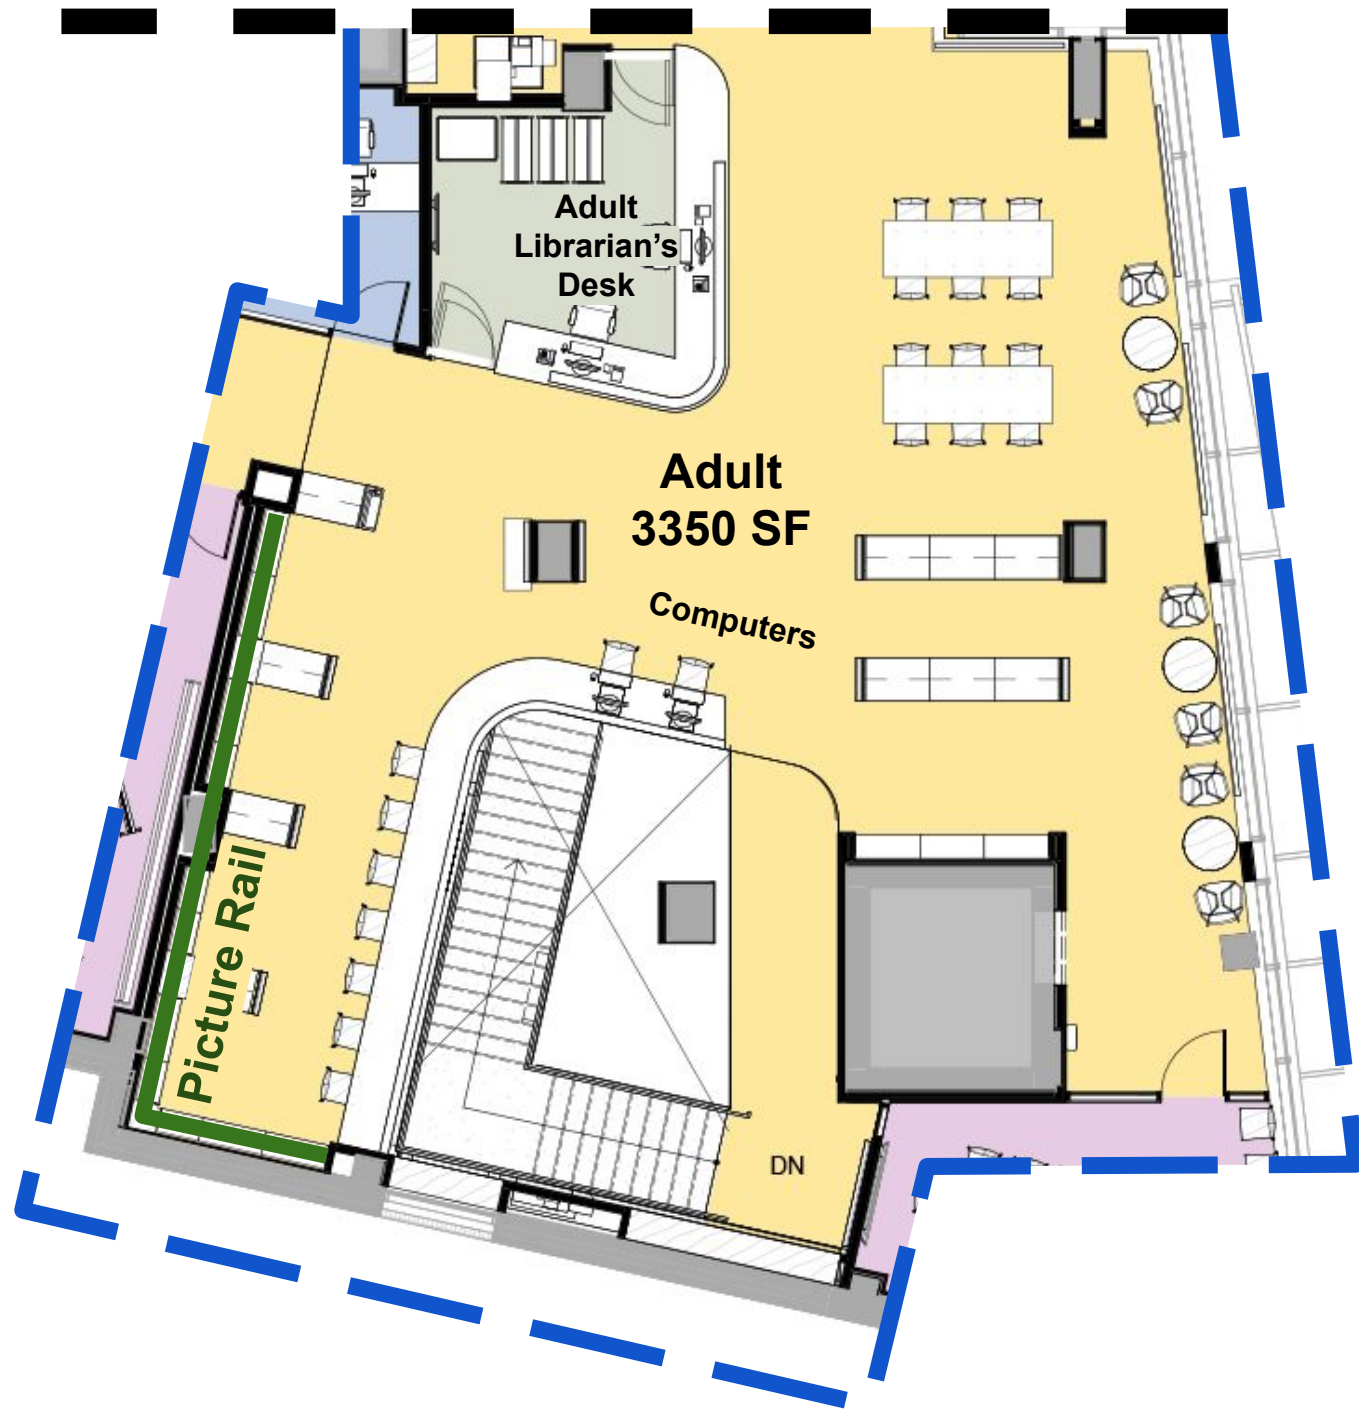 Adult
Librarian's
Desk
Adult
3350 SF
Computers
Picture Rail
DN